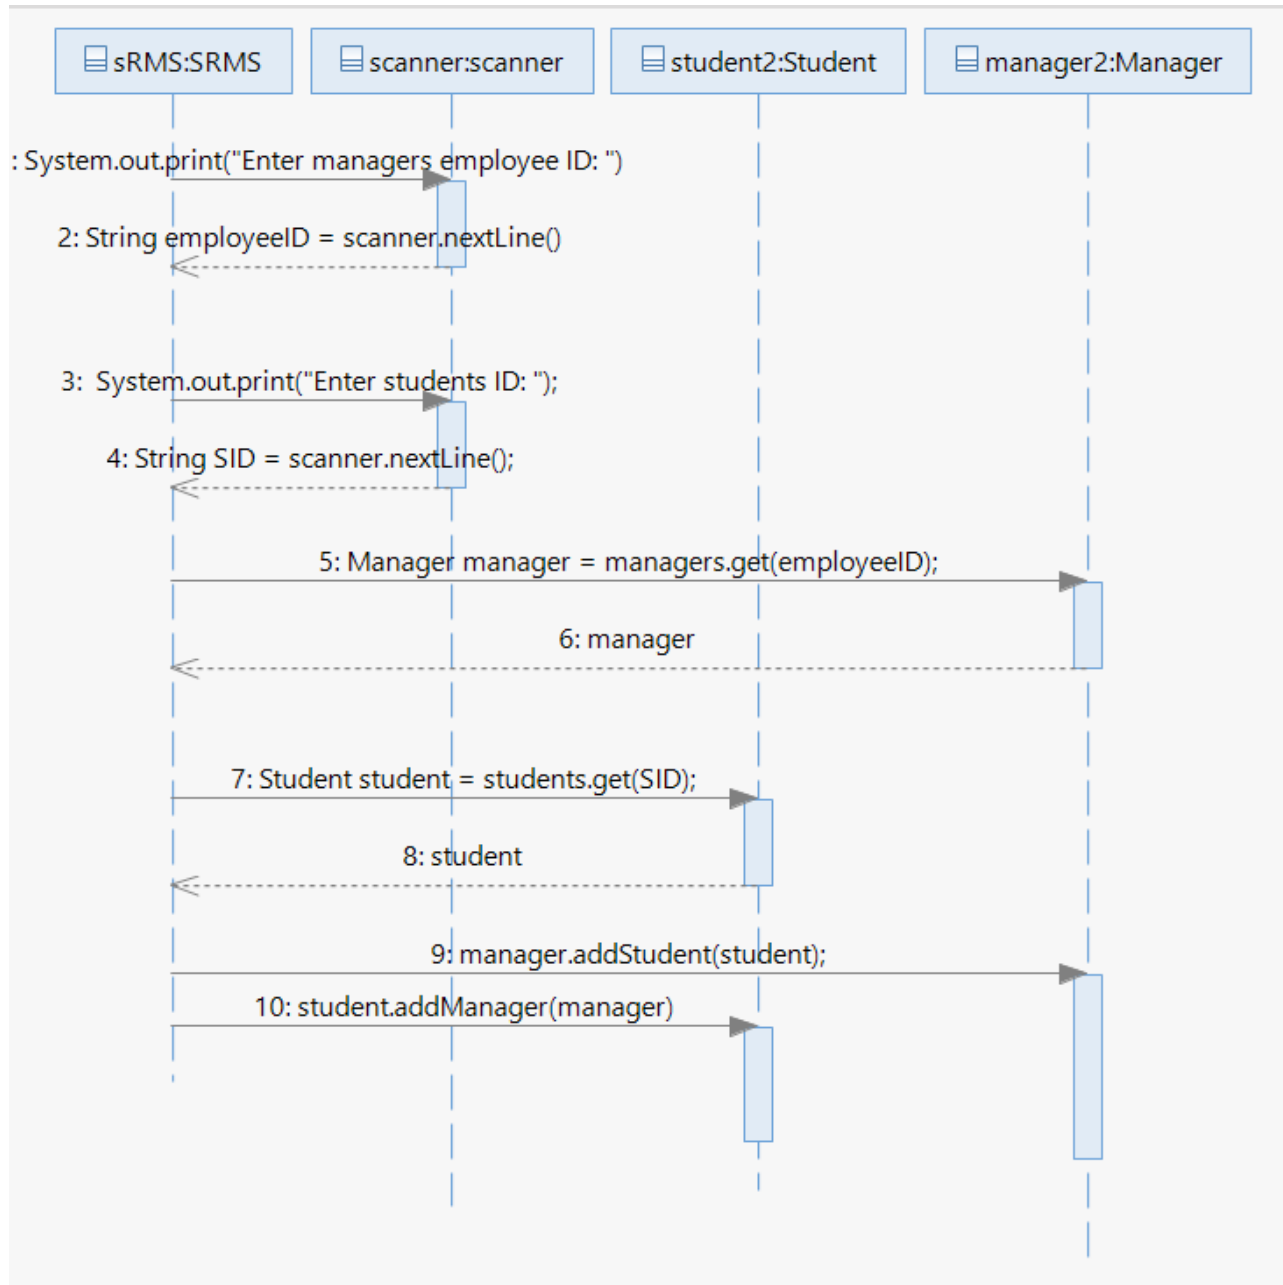 sRMS:SRMS
scanner:scanner
student2:Student
manager2:Manager
: System.out.print("Enter managers employee ID: ")
2: String employeeID = scanner.nextLine()
3:  System.out.print("Enter students ID: ");
4: String SID = scanner.nextLine();
5: Manager manager = managers.get(employeeID);
6: manager
7: Student student = students.get(SID);
8: student
9: manager.addStudent(student);
10: student.addManager(manager)